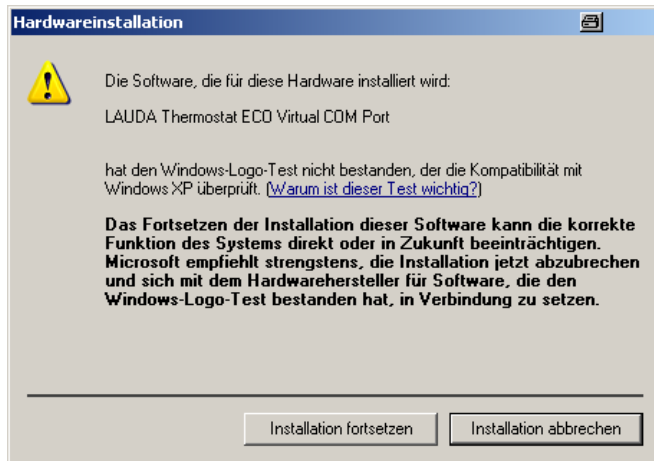 Hardwareinstallation
Die Software, die für diese Hardware installiert wird:
LAUDA Thermostat ECO Virtual COM Port
hat den Windows-Logo-Test nicht bestanden, der die Kompatibilität mit
Windows XP überprüft. (Warum ist dieser Test wichtig?)
Das Fortsetzen der Installation dieser Software kann die korrekte
Funktion des Systems direkt oder in Zukunft beeinträchtigen.
Microsoft empfiehlt strengstens, die Installation jetzt abzubrechen
und sich mit dem Hardwarehersteller für Software, die den
Windows-Logo-Test bestanden hat, in Verbindung zu setzen.
Installation fortsetzen
Installation abbrechen